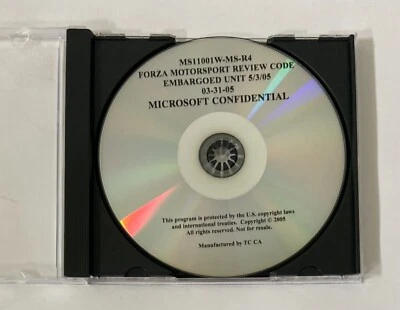 MS11001W-MS-R4
FORZA MOTORSPORT REVIEW CODE
EMBARGOED UNIT 5/3/05
03-31-05
MICROSOFT CONFIDENTIAL
This program is protected by the U.S. copyright laws
and international treaties. Copyright © 2005
All rights reserved. Not for resale.
Manufactured by TC CA